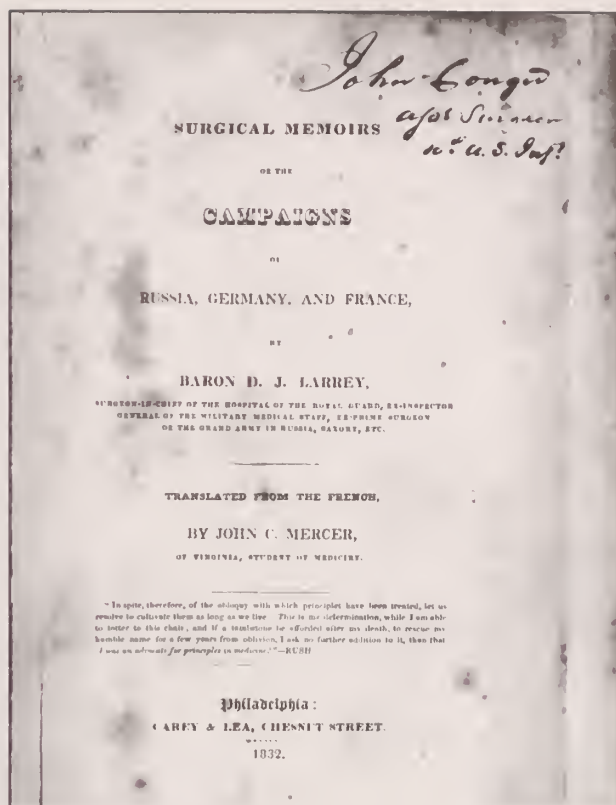 John
U.S.
SURGICAL MEMOIRS
OF THE
CAMPAIGNS
OF
RUSSIA, GERMANY, AND FRANCE,
BY
BARON D. J. LARREY,
SURGEON-IN-CHIEF OF THE HOSPITAL OF THE ROYAL GUARD, EX-INSPECTOR
GENERAL OF THE MILITARY MEDICAL STAFF, EX-PRIME SURGEON
OF THE GRAND ARMY IN RUSSIA, SAXONY, ETC.
TRANSLATED FROM THE FRENCH,
BY JOHN C. MERCER,
OF VIRGINIA, STUDENT OF MEDICINE.
"In spite, therefore, of the obloquy with which principles have been treated, let us
resolve to cultivate them as long as we live. This is my determination, while I am able
to totter to this chair, and if a tombstone be afforded after my death, to rescue my
humble name for a few years from oblivion, I ask no further addition to it, than that
I was an advocate for principles in medicine."—RUSH
Philadelphia:
CAREY & LEA, CHESNUT STREET.
1832.